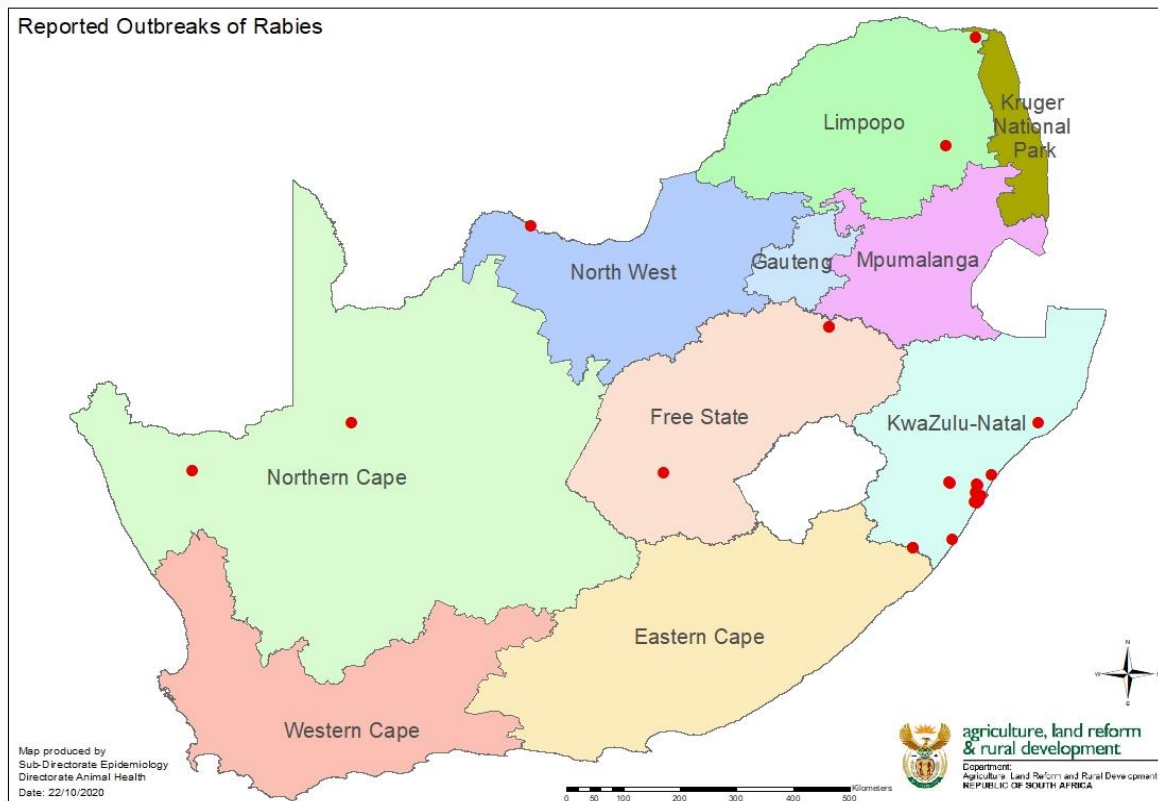 Reported Outbreaks of Rabies
Limpopo
Kruger
National
Park
North West
Gauteng
Mpumalanga
Free State
KwaZulu-Natal
Northern Cape
Eastern Cape
Western Cape
N
W
S
Map produced by
Sub-Directorate Epidemiology
Directorate Animal Health
Date: 22/10/2020
Kilometers
0 50 100 200 300 400 500
agriculture, land reform
& rural development
Department:
Agriculture, Land Reform and Rural Development
REPUBLIC OF SOUTH AFRICA